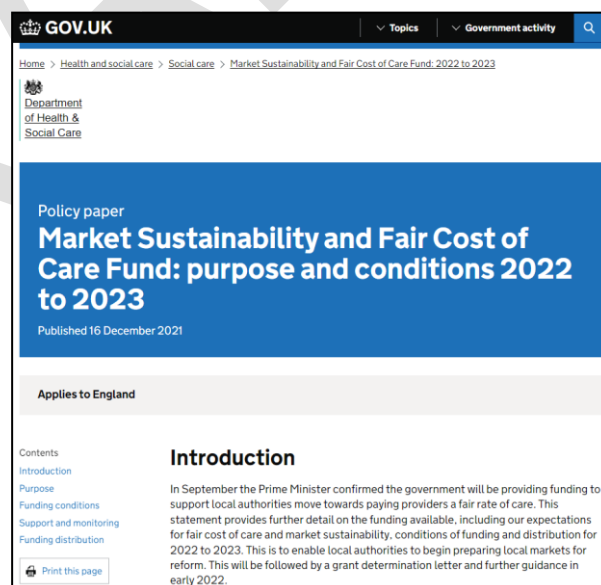 GOV.UK
Topics
Government activity
Home > Health and social care > Social care > Market Sustainability and Fair Cost of Care Fund: 2022 to 2023
Department
of Health &
Social Care
Policy paper
Market Sustainability and Fair Cost of
Care Fund: purpose and conditions 2022
to 2023
Published 16 December 2021
Applies to England
Contents
Introduction
Purpose
Funding conditions
Support and monitoring
Funding distribution
Print this page
Introduction
In September the Prime Minister confirmed the government will be providing funding to
support local authorities move towards paying providers a fair rate of care. This
statement provides further detail on the funding available, including our expectations
for fair cost of care and market sustainability, conditions of funding and distribution for
2022 to 2023. This is to enable local authorities to begin preparing local markets for
reform. This will be followed by a grant determination letter and further guidance in
early 2022.